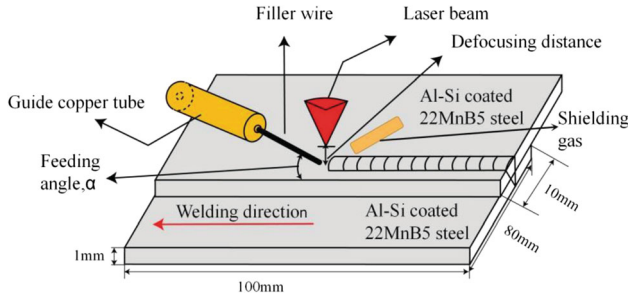 Filler wire
Laser beam
Defocusing distance
Guide copper tube
Al-Si coated
22MnB5 steel
Shielding
gas
Feeding
angle,α
Welding direction
Al-Si coated
22MnB5 steel
10mm
80mm
1mm
100mm